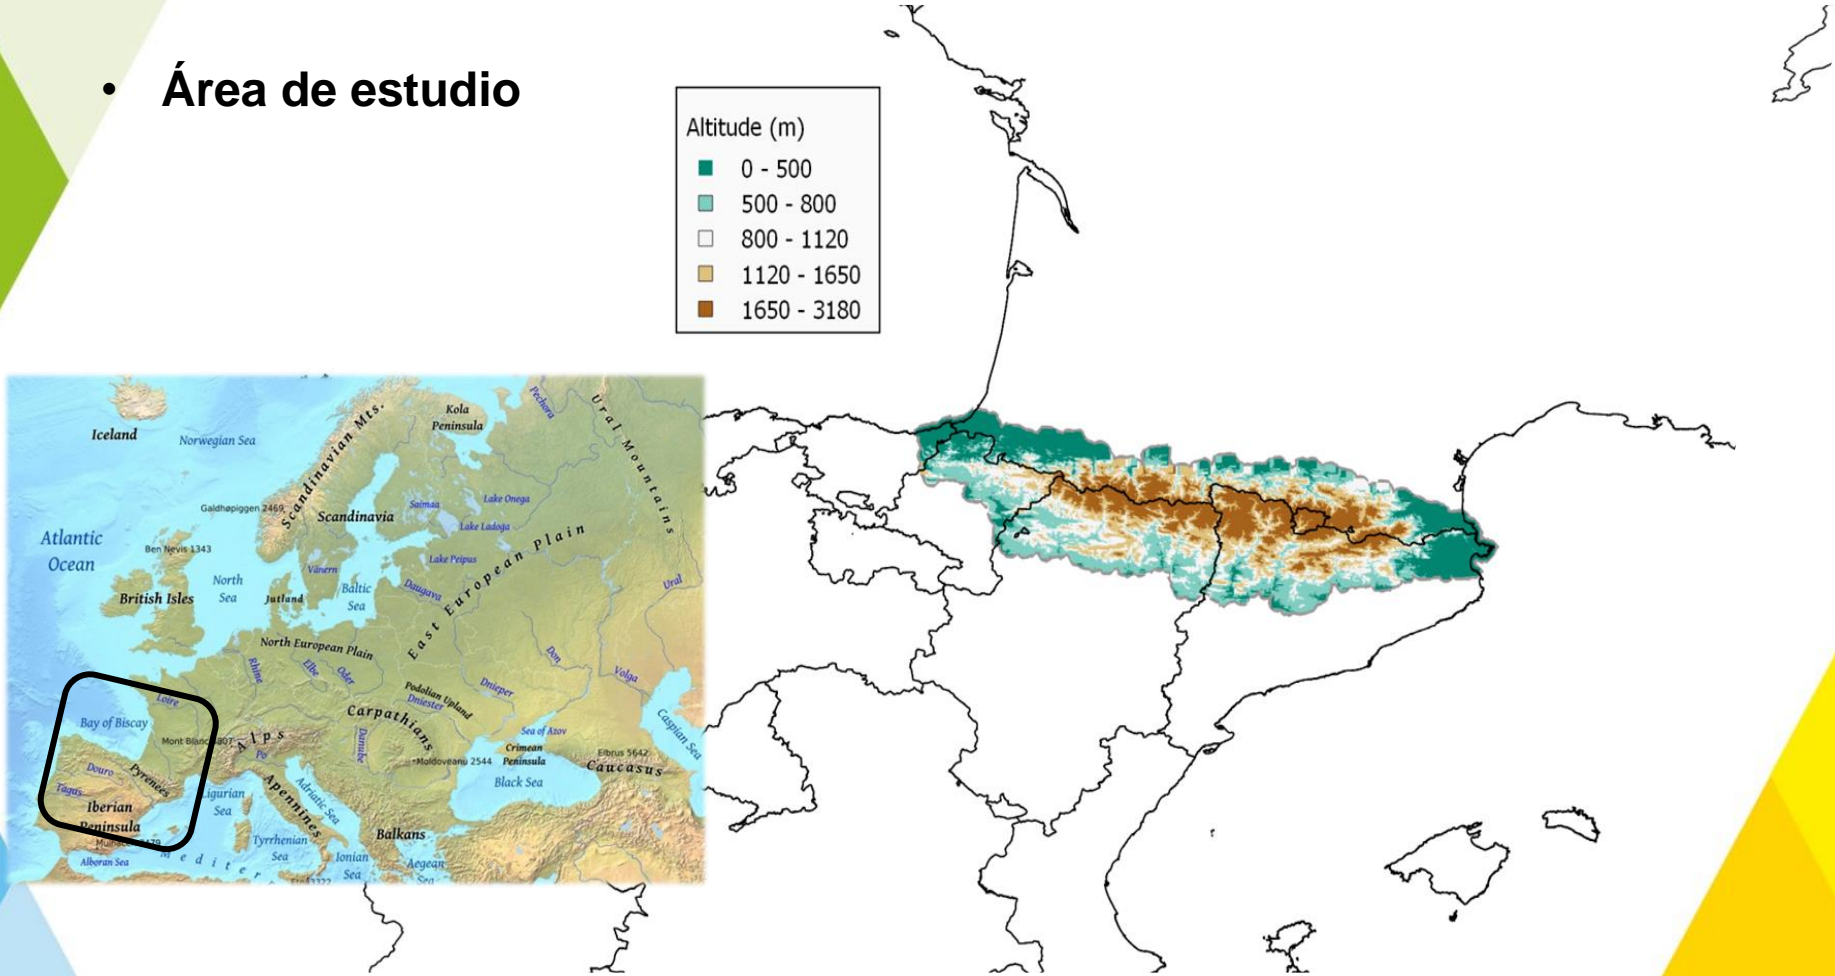 • Área de estudio
Altitude (m)
0 - 500
500 - 800
800 - 1120
1120 - 1650
1650 - 3180
Iceland
Norwegian Sea
Scandinavian Mts.
Kola
Peninsula
Pechora
Ural Mountains
Galdhøpiggen 2469
Scandinavia
Saimaa
Lake Onega
Lake Ladoga
Atlantic
Ocean
Ben Nevis 1343
North
Sea
Vänern
Lake Peipus
East European Plain
British Isles
Jutland
Baltic
Sea
Daugava
Ural
North European Plain
Rhine
Elbe
Oder
Don
Volga
Loire
Bay of Biscay
Podolian Upland
Dniester
Dnieper
Carpathians
Mont Blanc 4807
Alps
Po
Danube
Moldoveanu 2544
Sea of Azov
Crimean
Peninsula
Elbrus 5642
Caucasus
Caspian Sea
Douro
Pyrenees
Tagus
Iberian
Peninsula
Ligurian
Sea
Apennines
Adriatic Sea
Black Sea
Balkans
Tyrrhenian
Sea
Ionian
Sea
Aegean
Sea
Alboran Sea
Mediter